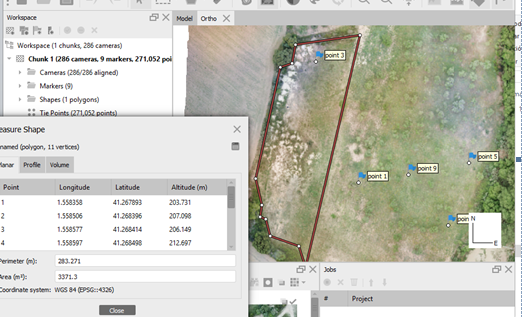 Workspace
Workspace (1 chunks, 286 cameras)
Chunk 1 (286 cameras, 9 markers, 271,052 poi
Cameras (286/286 aligned)
Markers (9)
Shapes (1 polygons)
Tie Points (271,052 points)
Model Ortho
point 3
point 1
point 9
point 5
poin
N
E
easure Shape
nnamed (polygon, 11 vertices)
lanar Profile Volume
Point Longitude Latitude Altitude (m)
1 1.558358 41.267893 203.731
2 1.558506 41.268396 207.098
3 1.558577 41.268414 206.149
4 1.558597 41.268498 212.697
Perimeter (m): 283.271
Area (m²): 3371.3
Coordinate system: WGS 84 (EPSG::4326)
Close
Jobs
# Project